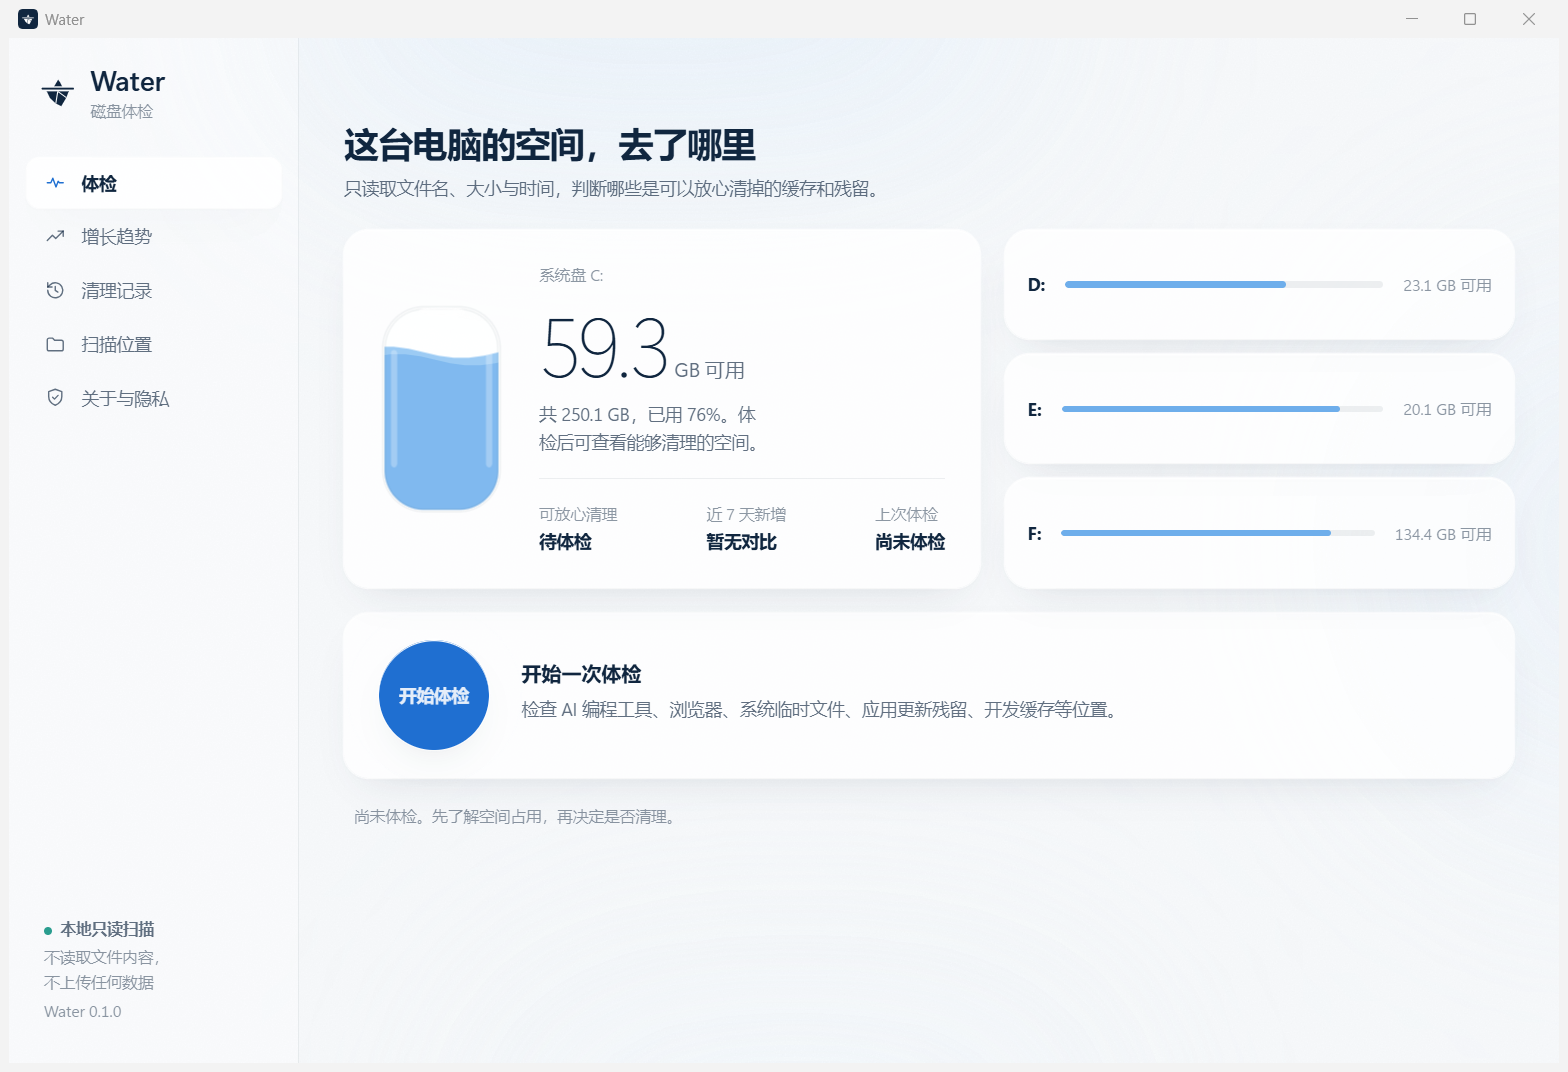 Water
Water
磁盘体检
体检
增长趋势
清理记录
扫描位置
关于与隐私
本地只读扫描
不读取文件内容，
不上传任何数据
Water 0.1.0
这台电脑的空间，去了哪里
只读取文件名、大小与时间，判断哪些是可以放心清掉的缓存和残留。
系统盘 C:
59.3 GB 可用
共 250.1 GB，已用 76%。体
检后可查看能够清理的空间。
可放心清理
待体检
近 7 天新增
暂无对比
上次体检
尚未体检
D:
23.1 GB 可用
E:
20.1 GB 可用
F:
134.4 GB 可用
开始体检
开始一次体检
检查 AI 编程工具、浏览器、系统临时文件、应用更新残留、开发缓存等位置。
尚未体检。先了解空间占用，再决定是否清理。